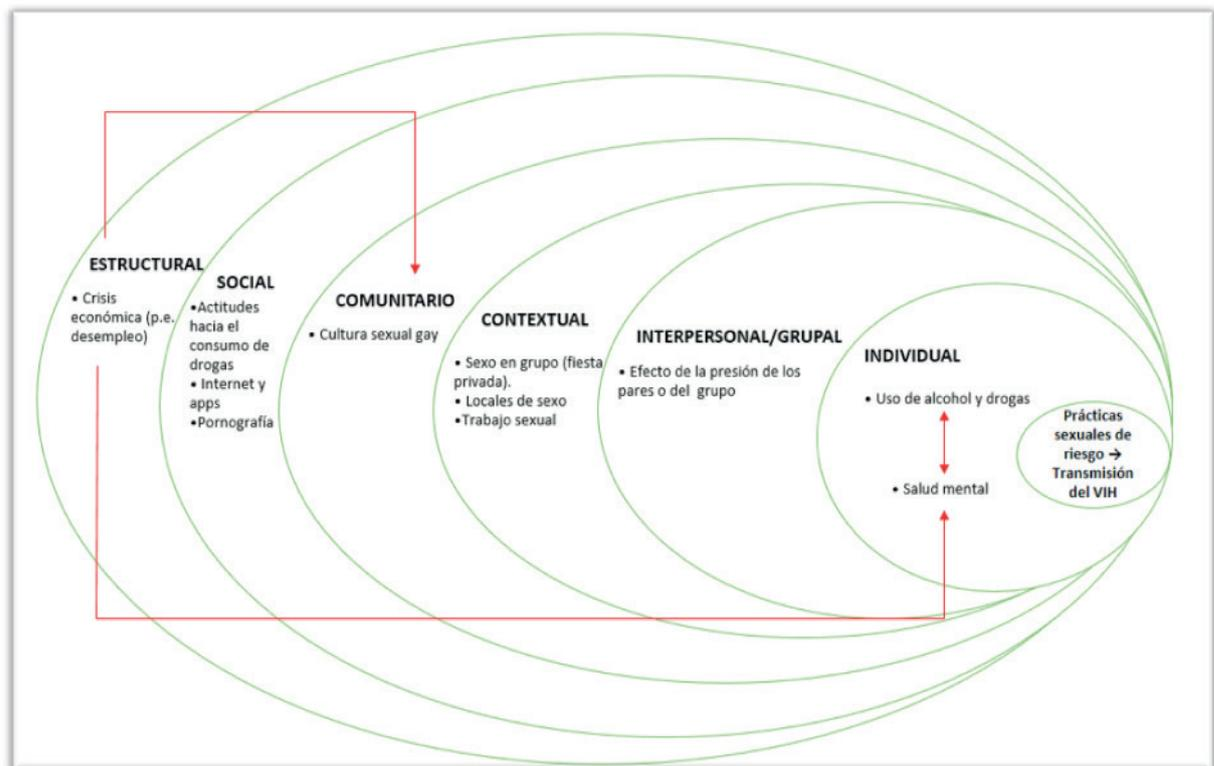 ESTRUCTURAL
• Crisis
económica (p.e.
desempleo)
SOCIAL
•Actitudes
hacia el
consumo de
drogas
• Internet y
apps
•Pornografía
COMUNITARIO
• Cultura sexual gay
CONTEXTUAL
• Sexo en grupo (fiesta
privada).
• Locales de sexo
•Trabajo sexual
INTERPERSONAL/GRUPAL
• Efecto de la presión de los
pares o del grupo
INDIVIDUAL
• Uso de alcohol y drogas
• Salud mental
Prácticas
sexuales de
riesgo →
Transmisión
del VIH